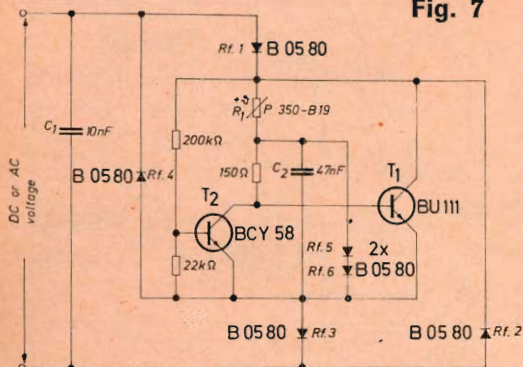 Fig. 7
Rf. 1 B 05 80
+ϑ
R1 P 350-B19
C1 10nF
200kΩ
B 05 80 Rf. 4
150Ω
C2 47nF
T1
BU 111
DC or AC
voltage
T2
BCY 58
Rf. 5 2x
Rf. 6 B 05 80
22kΩ
B 05 80 Rf. 3
B 05 80 Rf. 2